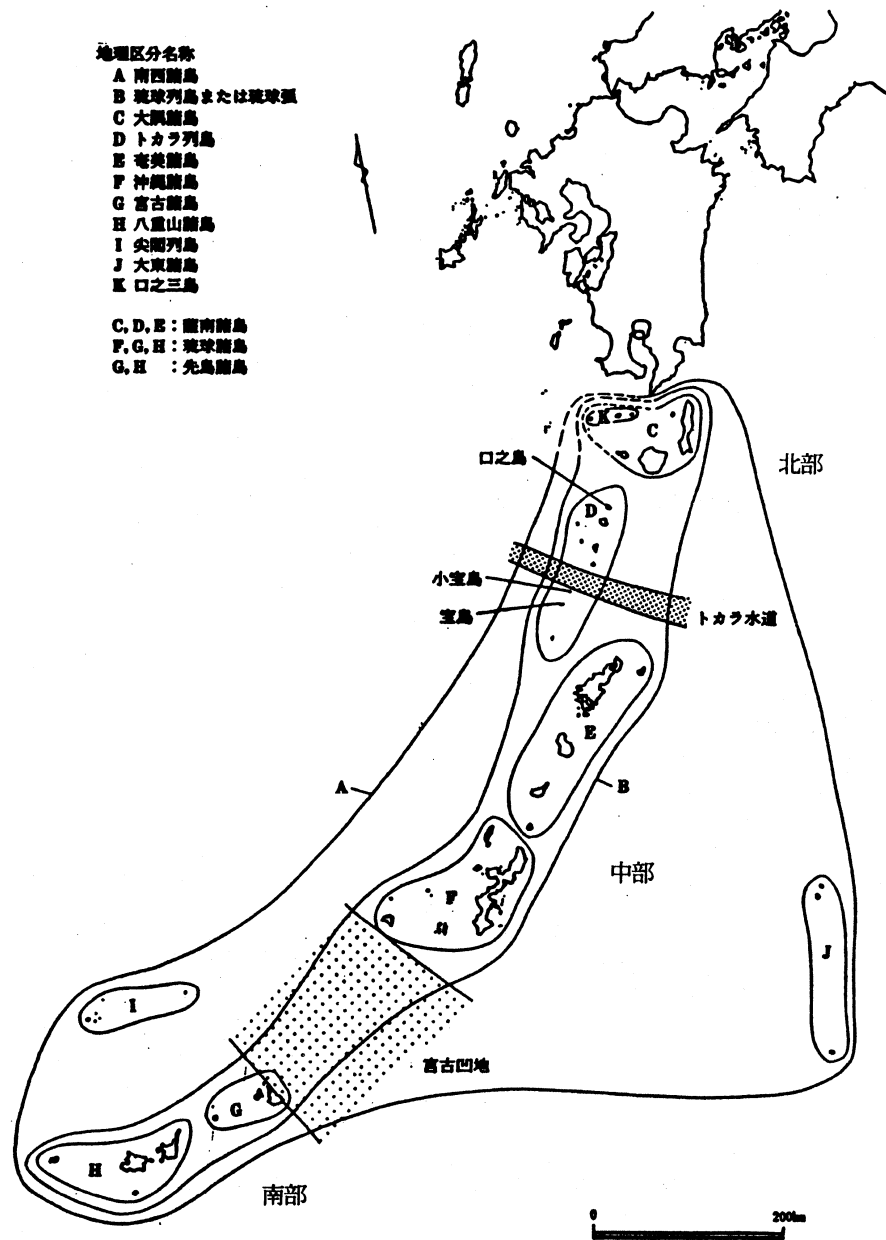 地理区分名称
A 南西諸島
B 琉球列島または琉球弧
C 大隅諸島
D トカラ列島
E 奄美諸島
F 沖縄諸島
G 宮古諸島
H 八重山諸島
I 尖閣列島
J 大東諸島
K 口之三島
C, D, E : 薩南諸島
F, G, H : 琉球諸島
G, H : 先島諸島
K
C
北部
口之島
D
小宝島
宝島
トカラ水道
E
A
B
中部
F
J
I
宮古凹地
G
H
南部
0 200km